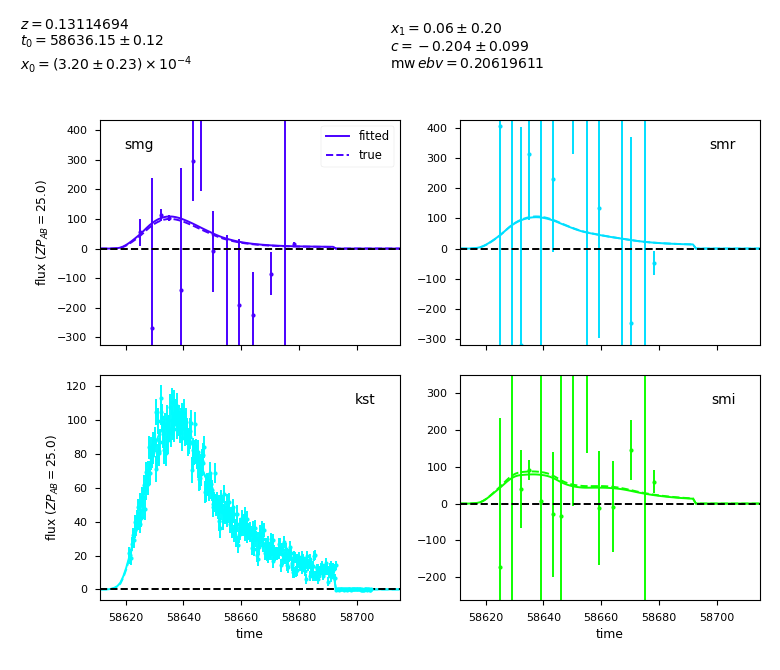 z = 0.13114694
t₀ = 58636.15 ± 0.12
x₀ = (3.20 ± 0.23) × 10⁻⁴
x₁ = 0.06 ± 0.20
c = −0.204 ± 0.099
mw ebv = 0.20619611
smg
fitted
true
400
300
200
100
0
−100
−200
−300
flux (ZP_AB = 25.0)
smr
400
300
200
100
0
−100
−200
−300
kst
120
100
80
60
40
20
0
flux (ZP_AB = 25.0)
58620 58640 58660 58680 58700
time
smi
300
200
100
0
−100
−200
58620 58640 58660 58680 58700
time